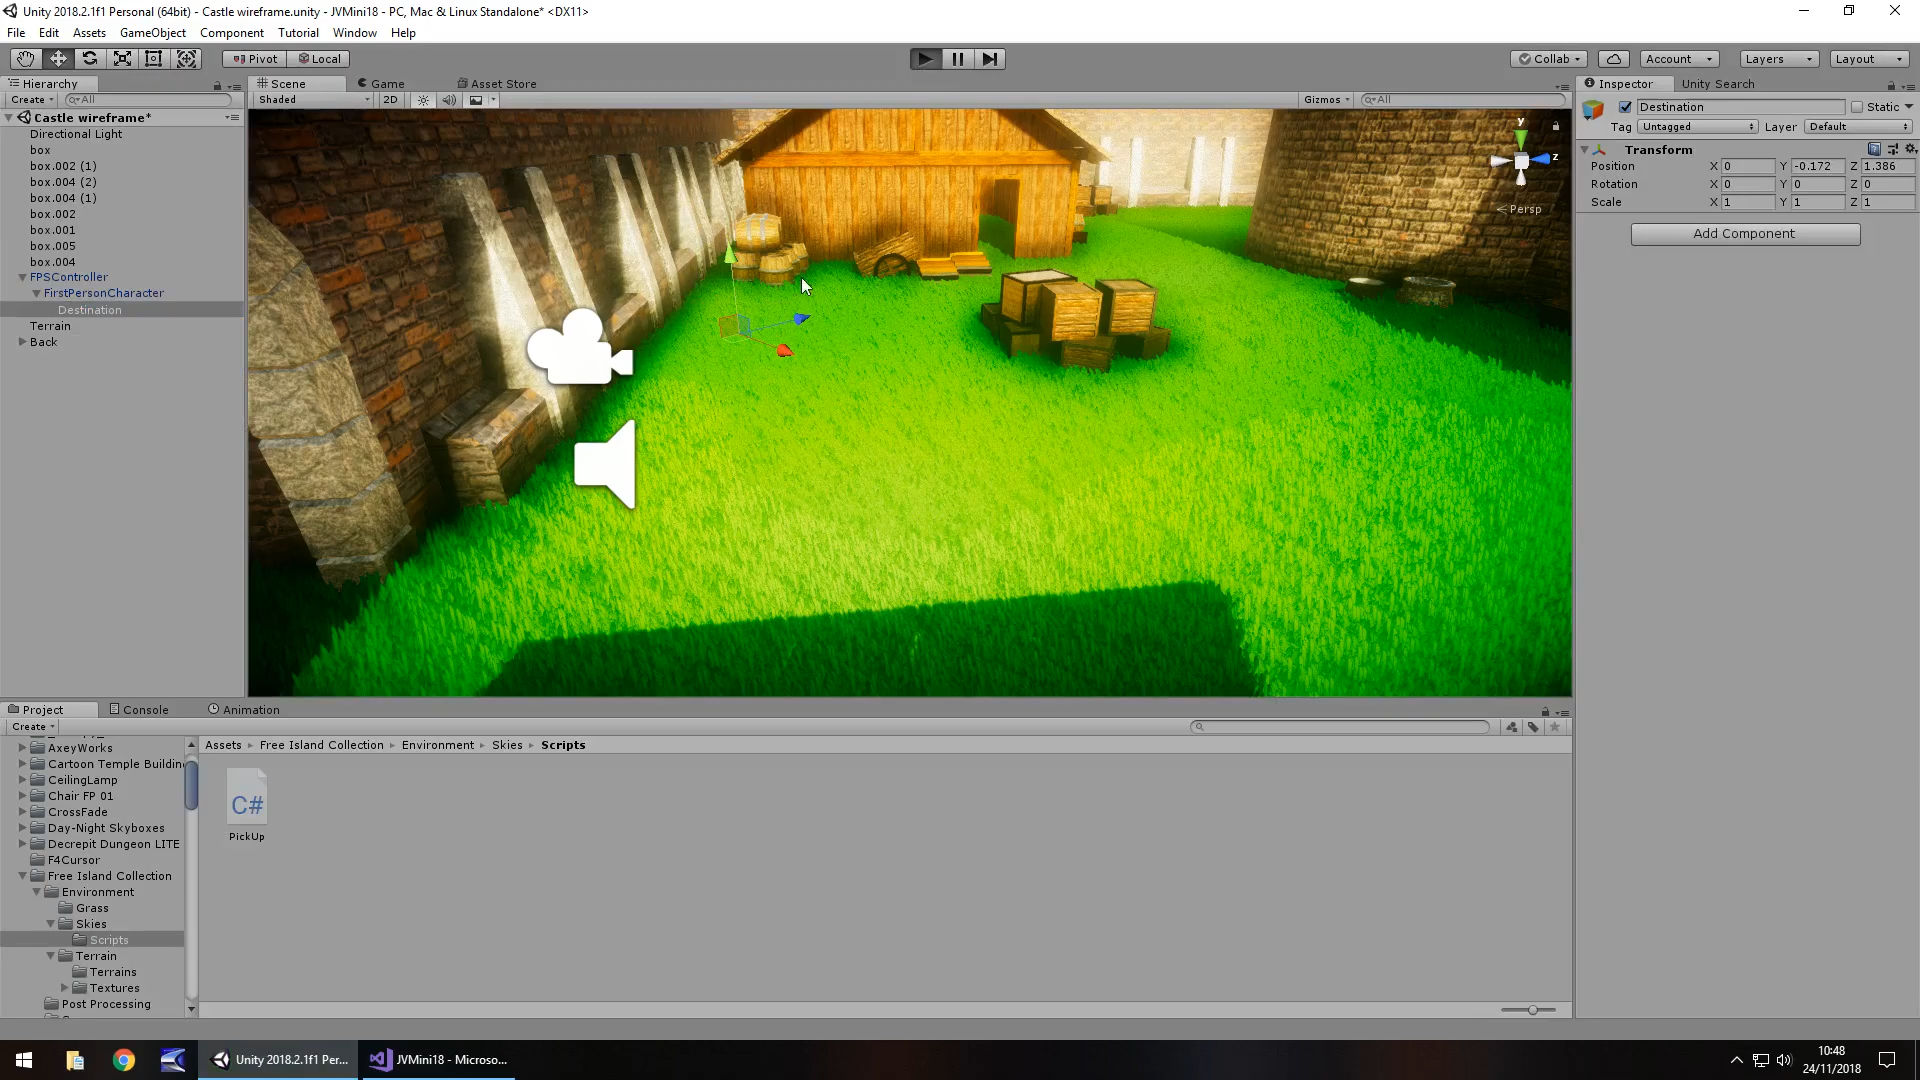 Unity 2018.2.1f1 Personal (64bit) - Castle wireframe.unity - JVMini18 - PC, Mac & Linux Standalone* <DX11>
File Edit Assets GameObject Component Tutorial Window Help
Pivot Local Collab Account Layers Layout
Hierarchy
Create All
Castle wireframe*
Directional Light
box
box.002 (1)
box.004 (2)
box.004 (1)
box.002
box.001
box.005
box.004
FPSController
FirstPersonCharacter
Destination
Terrain
Back
Scene Game Asset Store
Shaded 2D Gizmos All
y
z
Persp
Inspector Unity Search
Destination Static
Tag Untagged Layer Default
Transform
Position X 0 Y -0.172 Z 1.386
Rotation X 0 Y 0 Z 0
Scale X 1 Y 1 Z 1
Add Component
Project Console Animation
Create
AxeyWorks
Cartoon Temple Building
CeilingLamp
Chair FP 01
CrossFade
Day-Night Skyboxes
Decrepit Dungeon LITE
F4Cursor
Free Island Collection
Environment
Grass
Skies
Scripts
Terrain
Terrains
Textures
Post Processing
Assets Free Island Collection Environment Skies Scripts
C#
PickUp
Unity 2018.2.1f1 Per... JVMini18 - Microso...
10:48
24/11/2018